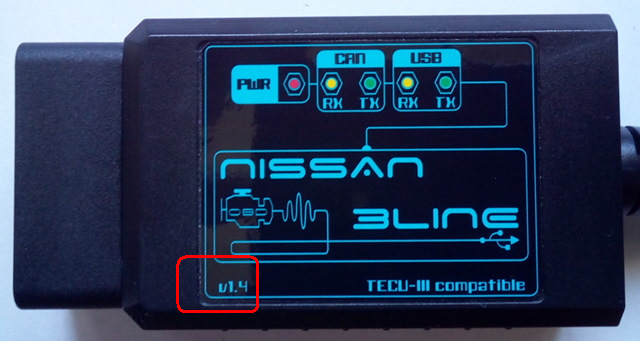 CAN USB
PWR
RX TX RX TX
NISSAN
3LINE
v1.4 TECU-III compatible